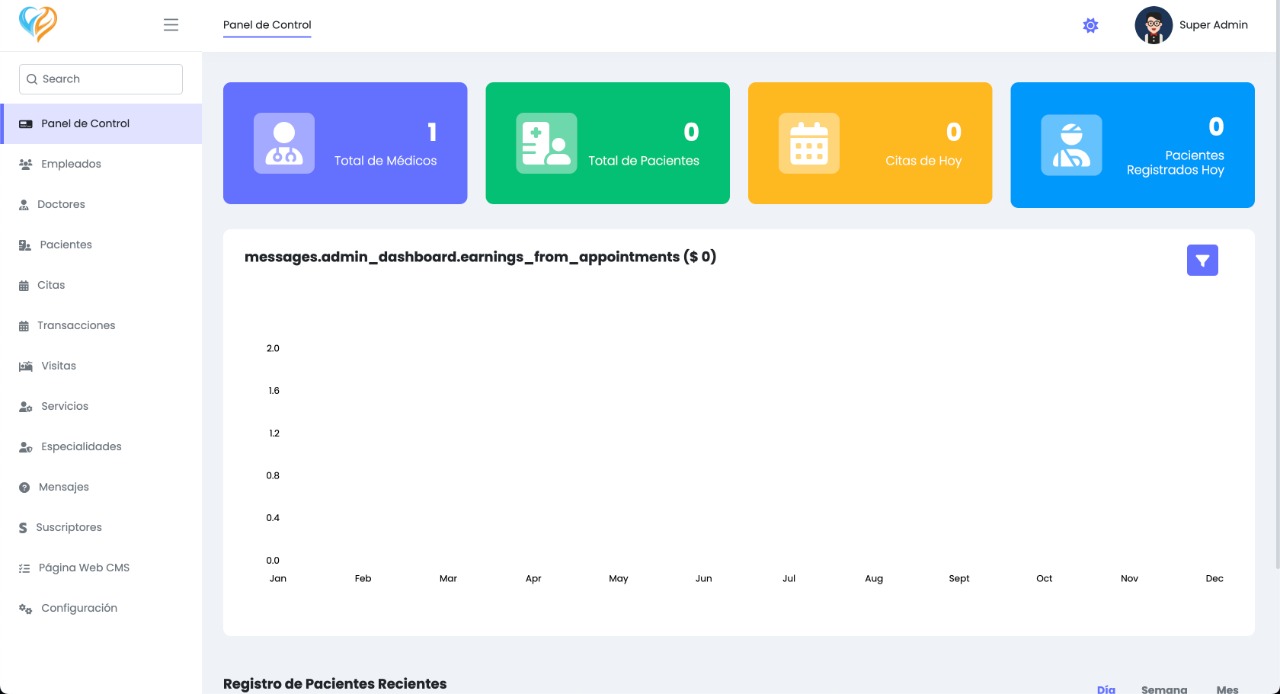 Panel de Control
Super Admin
Search
Panel de Control
Empleados
Doctores
Pacientes
Citas
Transacciones
Visitas
Servicios
Especialidades
Mensajes
Suscriptores
Página Web CMS
Configuración
1
Total de Médicos
0
Total de Pacientes
0
Citas de Hoy
0
Pacientes
Registrados Hoy
messages.admin_dashboard.earnings_from_appointments ($ 0)
2.0
1.6
1.2
0.8
0.4
0.0
Jan Feb Mar Apr May Jun Jul Aug Sept Oct Nov Dec
Registro de Pacientes Recientes
Día Semana Mes